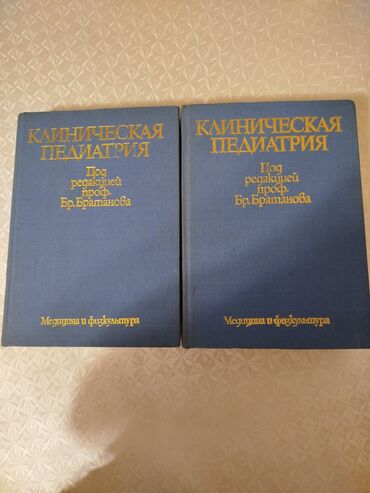 КЛИНИЧЕСКАЯ
ПЕДИАТРИЯ
Под
редакцией
проф.
Бр. Братанова
Медицина и физкультура
КЛИНИЧЕСКАЯ
ПЕДИАТРИЯ
Под
редакцией
проф.
Бр. Братанова
Медицина и физкультура